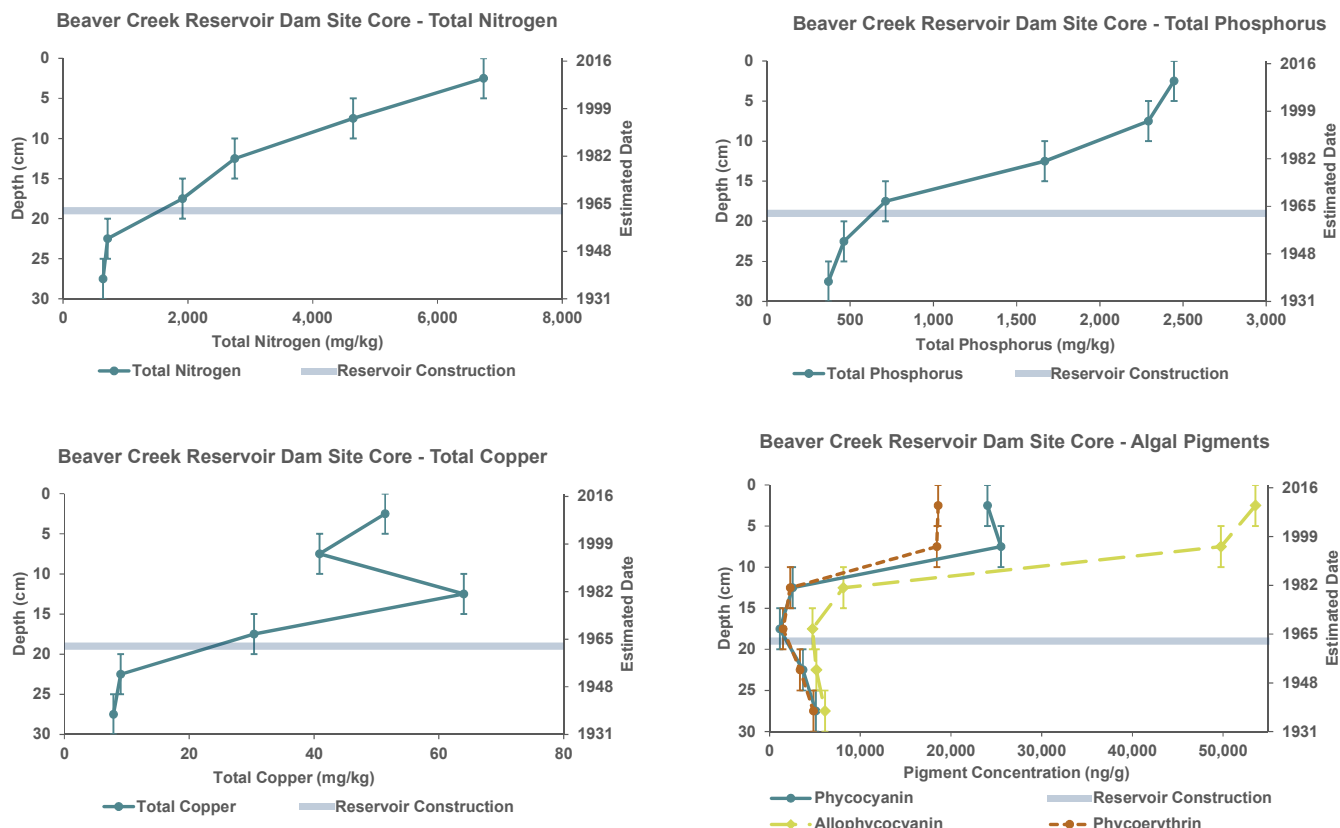 Beaver Creek Reservoir Dam Site Core - Total Nitrogen
0
5
10
15
20
25
30
Depth (cm)
2016
1999
1982
1965
1948
1931
Estimated Date
0 2,000 4,000 6,000 8,000
Total Nitrogen (mg/kg)
Total Nitrogen Reservoir Construction
Beaver Creek Reservoir Dam Site Core - Total Phosphorus
0
5
10
15
20
25
30
Depth (cm)
2016
1999
1982
1965
1948
1931
Estimated Date
0 500 1,000 1,500 2,000 2,500 3,000
Total Phosphorus (mg/kg)
Total Phosphorus Reservoir Construction
Beaver Creek Reservoir Dam Site Core - Total Copper
0
5
10
15
20
25
30
Depth (cm)
2016
1999
1982
1965
1948
1931
Estimated Date
0 20 40 60 80
Total Copper (mg/kg)
Total Copper Reservoir Construction
Beaver Creek Reservoir Dam Site Core - Algal Pigments
0
5
10
15
20
25
30
Depth (cm)
2016
1999
1982
1965
1948
1931
Estimated Date
0 10,000 20,000 30,000 40,000 50,000
Pigment Concentration (ng/g)
Phycocyanin Reservoir Construction
Allophycocyanin Phycoerythrin